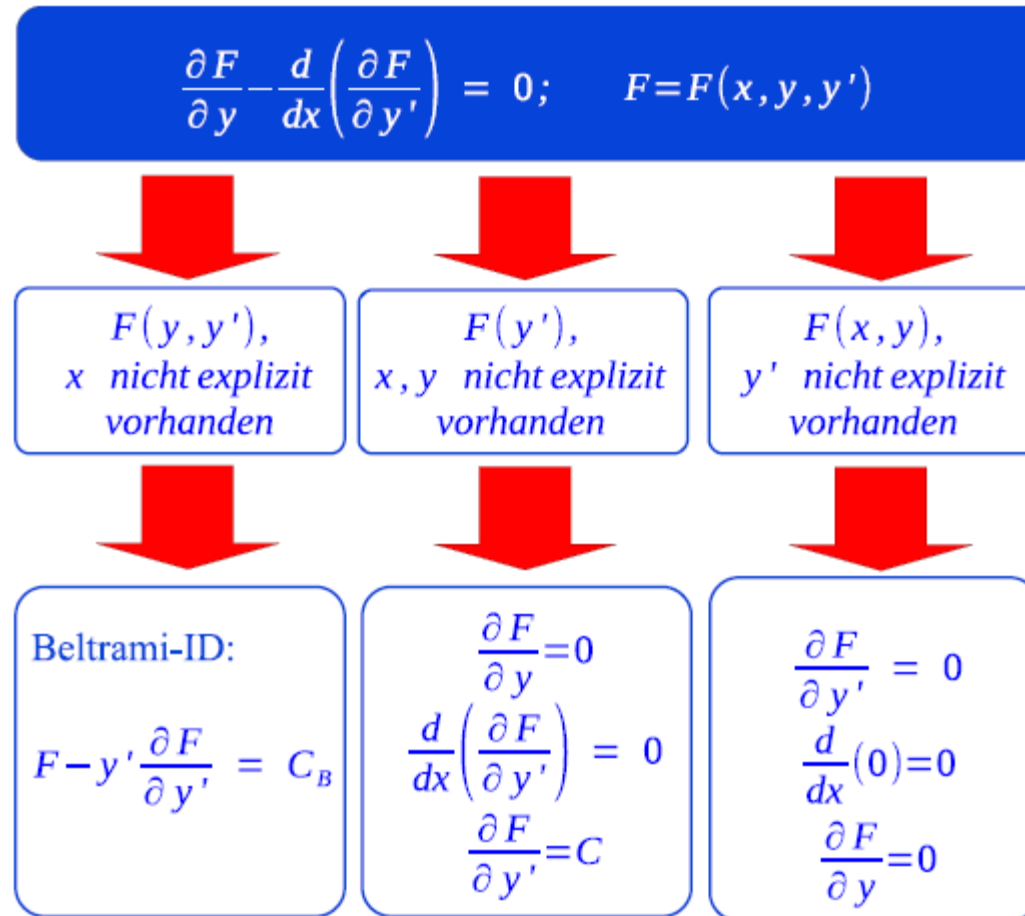 ∂F/∂y − d/dx(∂F/∂y') = 0; F=F(x, y, y')
F(y, y'),
x nicht explizit
vorhanden
F(y'),
x, y nicht explizit
vorhanden
F(x, y),
y' nicht explizit
vorhanden
Beltrami-ID:
F − y' ∂F/∂y' = C_B
∂F/∂y = 0
d/dx(∂F/∂y') = 0
∂F/∂y' = C
∂F/∂y' = 0
d/dx(0) = 0
∂F/∂y = 0